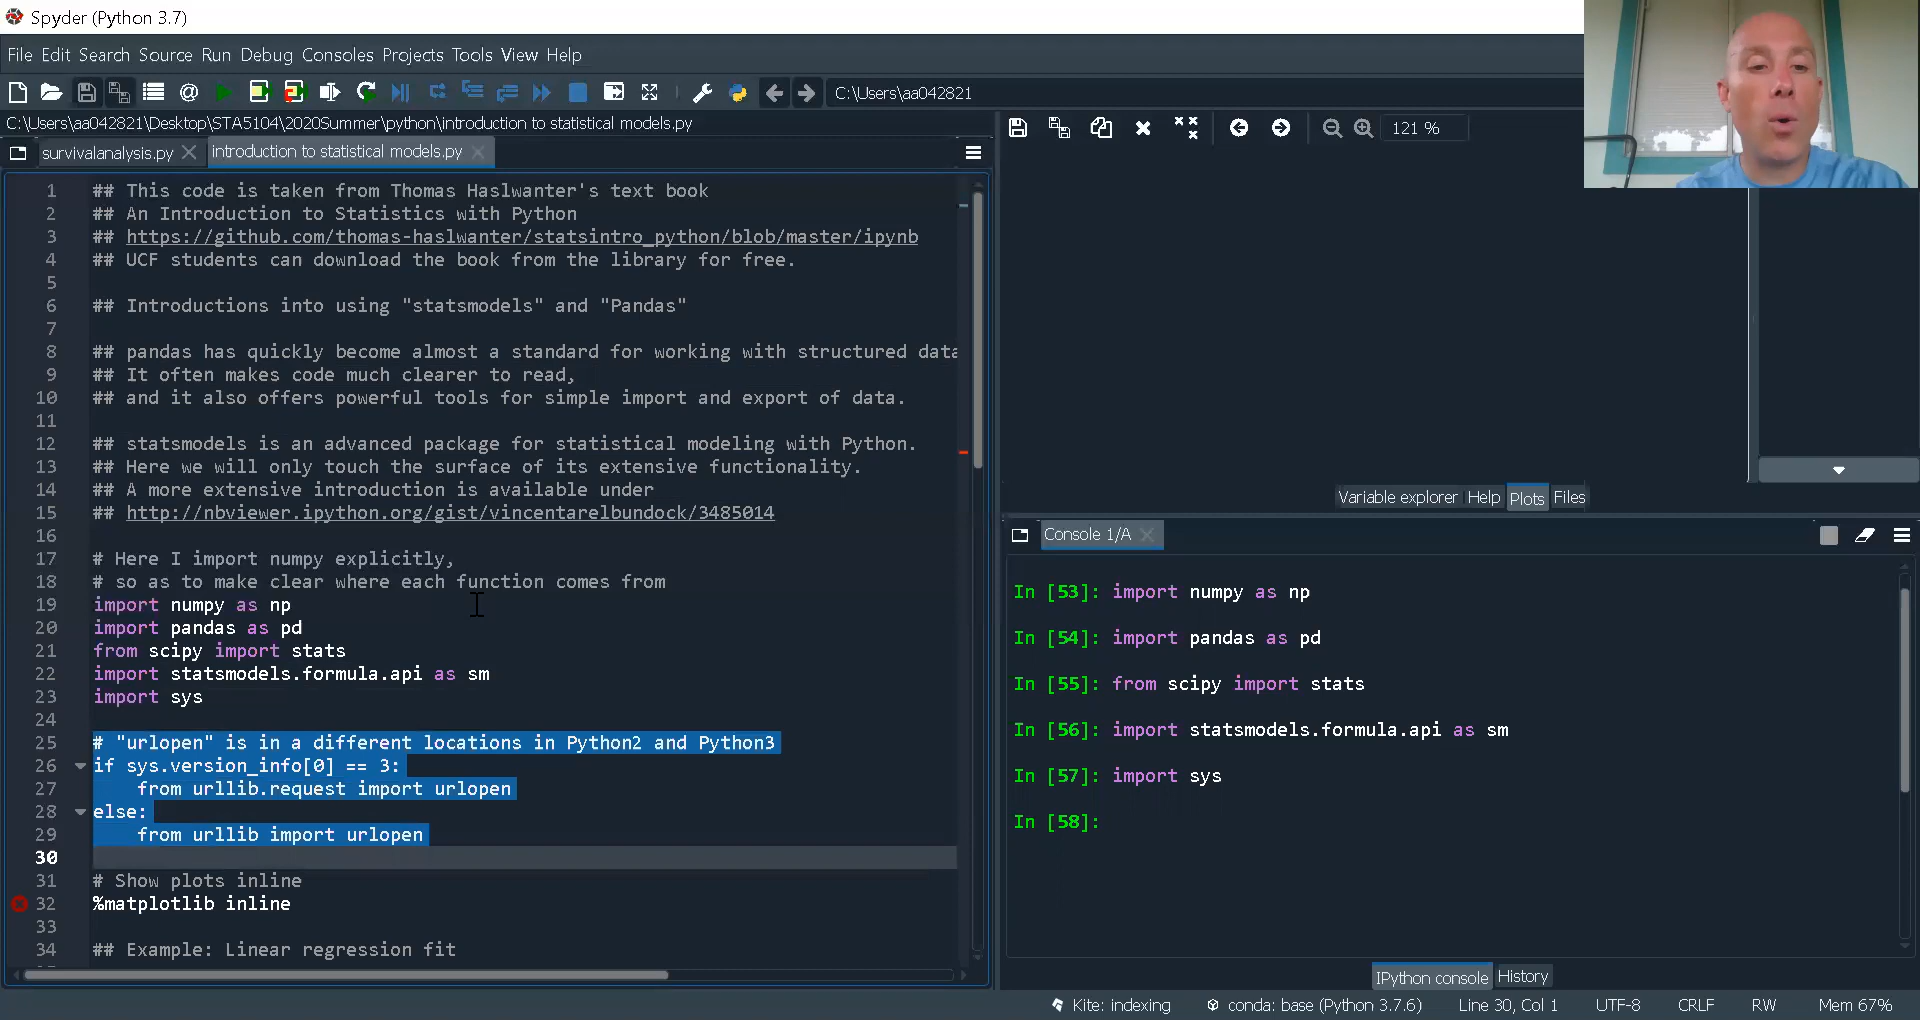 Spyder (Python 3.7)
File Edit Search Source Run Debug Consoles Projects Tools View Help
C:\Users\aa042821
C:\Users\aa042821\Desktop\STA5104\2020Summer\python\introduction to statistical models.py
survivalanalysis.py
introduction to statistical models.py
121 %
1 ## This code is taken from Thomas Haslwanter's text book
2 ## An Introduction to Statistics with Python
3 ## https://github.com/thomas-haslwanter/statsintro_python/blob/master/ipynb
4 ## UCF students can download the book from the library for free.
5
6 ## Introductions into using "statsmodels" and "Pandas"
7
8 ## pandas has quickly become almost a standard for working with structured data
9 ## It often makes code much clearer to read,
10 ## and it also offers powerful tools for simple import and export of data.
11
12 ## statsmodels is an advanced package for statistical modeling with Python.
13 ## Here we will only touch the surface of its extensive functionality.
14 ## A more extensive introduction is available under
15 ## http://nbviewer.ipython.org/gist/vincentarelbundock/3485014
16
17 # Here I import numpy explicitly,
18 # so as to make clear where each function comes from
19 import numpy as np
20 import pandas as pd
21 from scipy import stats
22 import statsmodels.formula.api as sm
23 import sys
24
25 # "urlopen" is in a different locations in Python2 and Python3
26 if sys.version_info[0] == 3:
27     from urllib.request import urlopen
28 else:
29     from urllib import urlopen
30
31 # Show plots inline
32 %matplotlib inline
33
34 ## Example: Linear regression fit
Variable explorer Help Plots Files
Console 1/A
In [53]: import numpy as np
In [54]: import pandas as pd
In [55]: from scipy import stats
In [56]: import statsmodels.formula.api as sm
In [57]: import sys
In [58]:
IPython console History
Kite: indexing conda: base (Python 3.7.6) Line 30, Col 1 UTF-8 CRLF RW Mem 67%